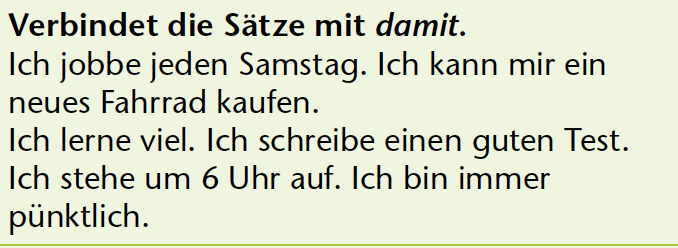 Verbindet die Sätze mit damit.
Ich jobbe jeden Samstag. Ich kann mir ein
neues Fahrrad kaufen.
Ich lerne viel. Ich schreibe einen guten Test.
Ich stehe um 6 Uhr auf. Ich bin immer
pünktlich.